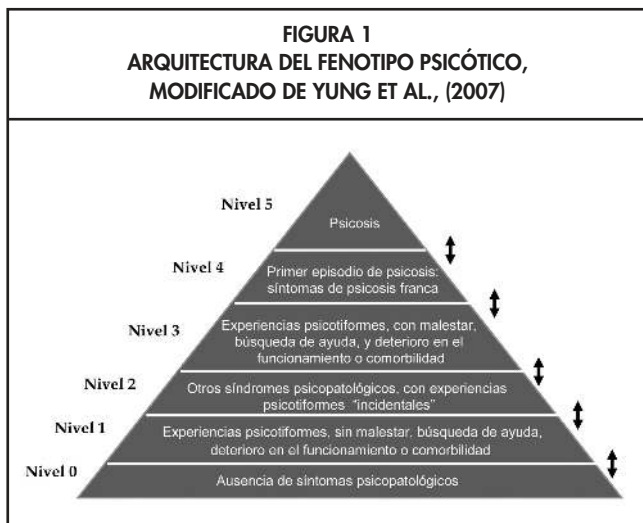 FIGURA 1
ARQUITECTURA DEL FENOTIPO PSICÓTICO,
MODIFICADO DE YUNG ET AL., (2007)
Nivel 5
Psicosis
Nivel 4
Primer episodio de psicosis:
síntomas de psicosis franca
Nivel 3
Experiencias psicotiformes, con malestar,
búsqueda de ayuda, y deterioro en el
funcionamiento o comorbilidad
Nivel 2
Otros síndromes psicopatológicos, con experiencias
psicotiformes "incidentales"
Nivel 1
Experiencias psicotiformes, sin malestar, búsqueda de ayuda,
deterioro en el funcionamiento o comorbilidad
Nivel 0
Ausencia de síntomas psicopatológicos